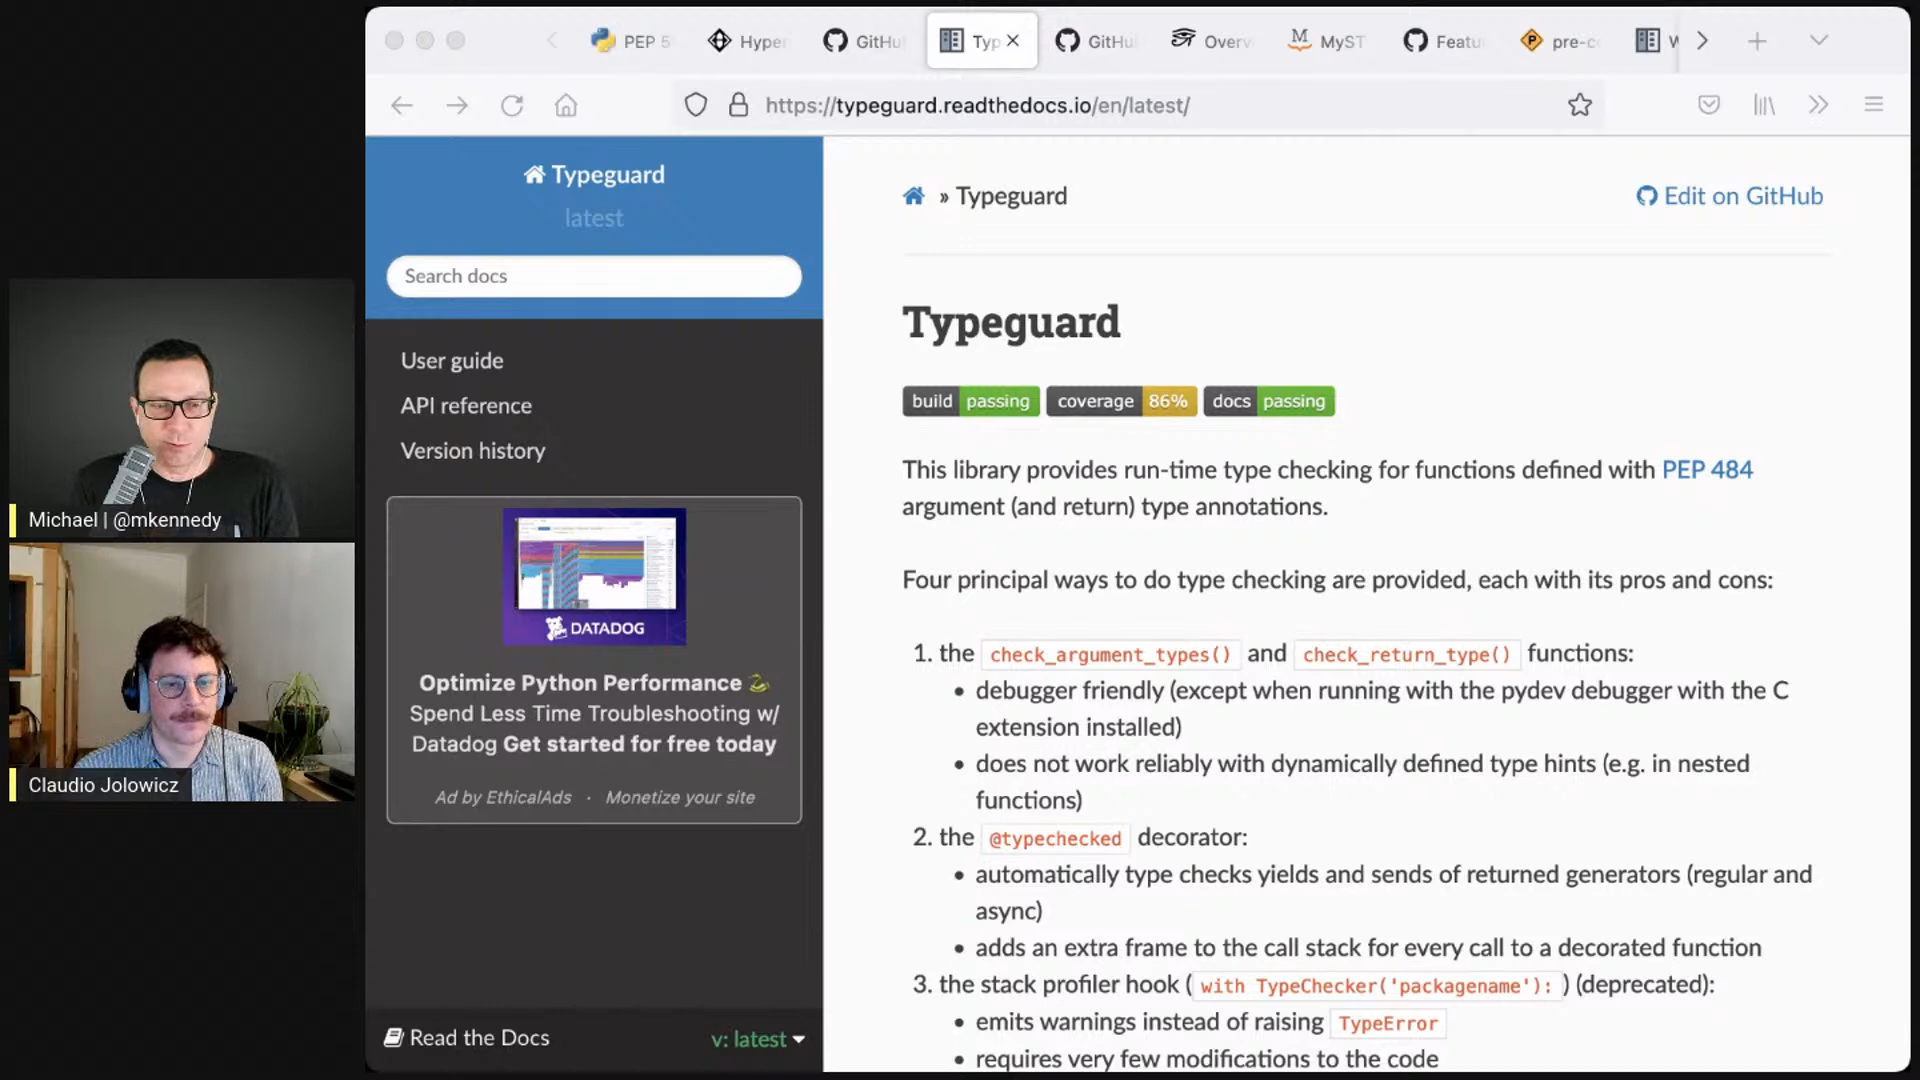 PEP 5
Hyper
GitHu
Typ
GitHu
Overv
MyST
Featu
pre-c
W
https://typeguard.readthedocs.io/en/latest/
Typeguard
latest
Search docs
User guide
API reference
Version history
DATADOG
Optimize Python Performance 🐍
Spend Less Time Troubleshooting w/
Datadog Get started for free today
Ad by EthicalAds · Monetize your site
Read the Docs
v: latest
» Typeguard
Edit on GitHub
Typeguard
build passing coverage 86% docs passing
This library provides run-time type checking for functions defined with PEP 484
argument (and return) type annotations.
Four principal ways to do type checking are provided, each with its pros and cons:
1. the check_argument_types() and check_return_type() functions:
• debugger friendly (except when running with the pydev debugger with the C
extension installed)
• does not work reliably with dynamically defined type hints (e.g. in nested
functions)
2. the @typechecked decorator:
• automatically type checks yields and sends of returned generators (regular and
async)
• adds an extra frame to the call stack for every call to a decorated function
3. the stack profiler hook ( with TypeChecker('packagename'): ) (deprecated):
• emits warnings instead of raising TypeError
• requires very few modifications to the code
Michael | @mkennedy
Claudio Jolowicz